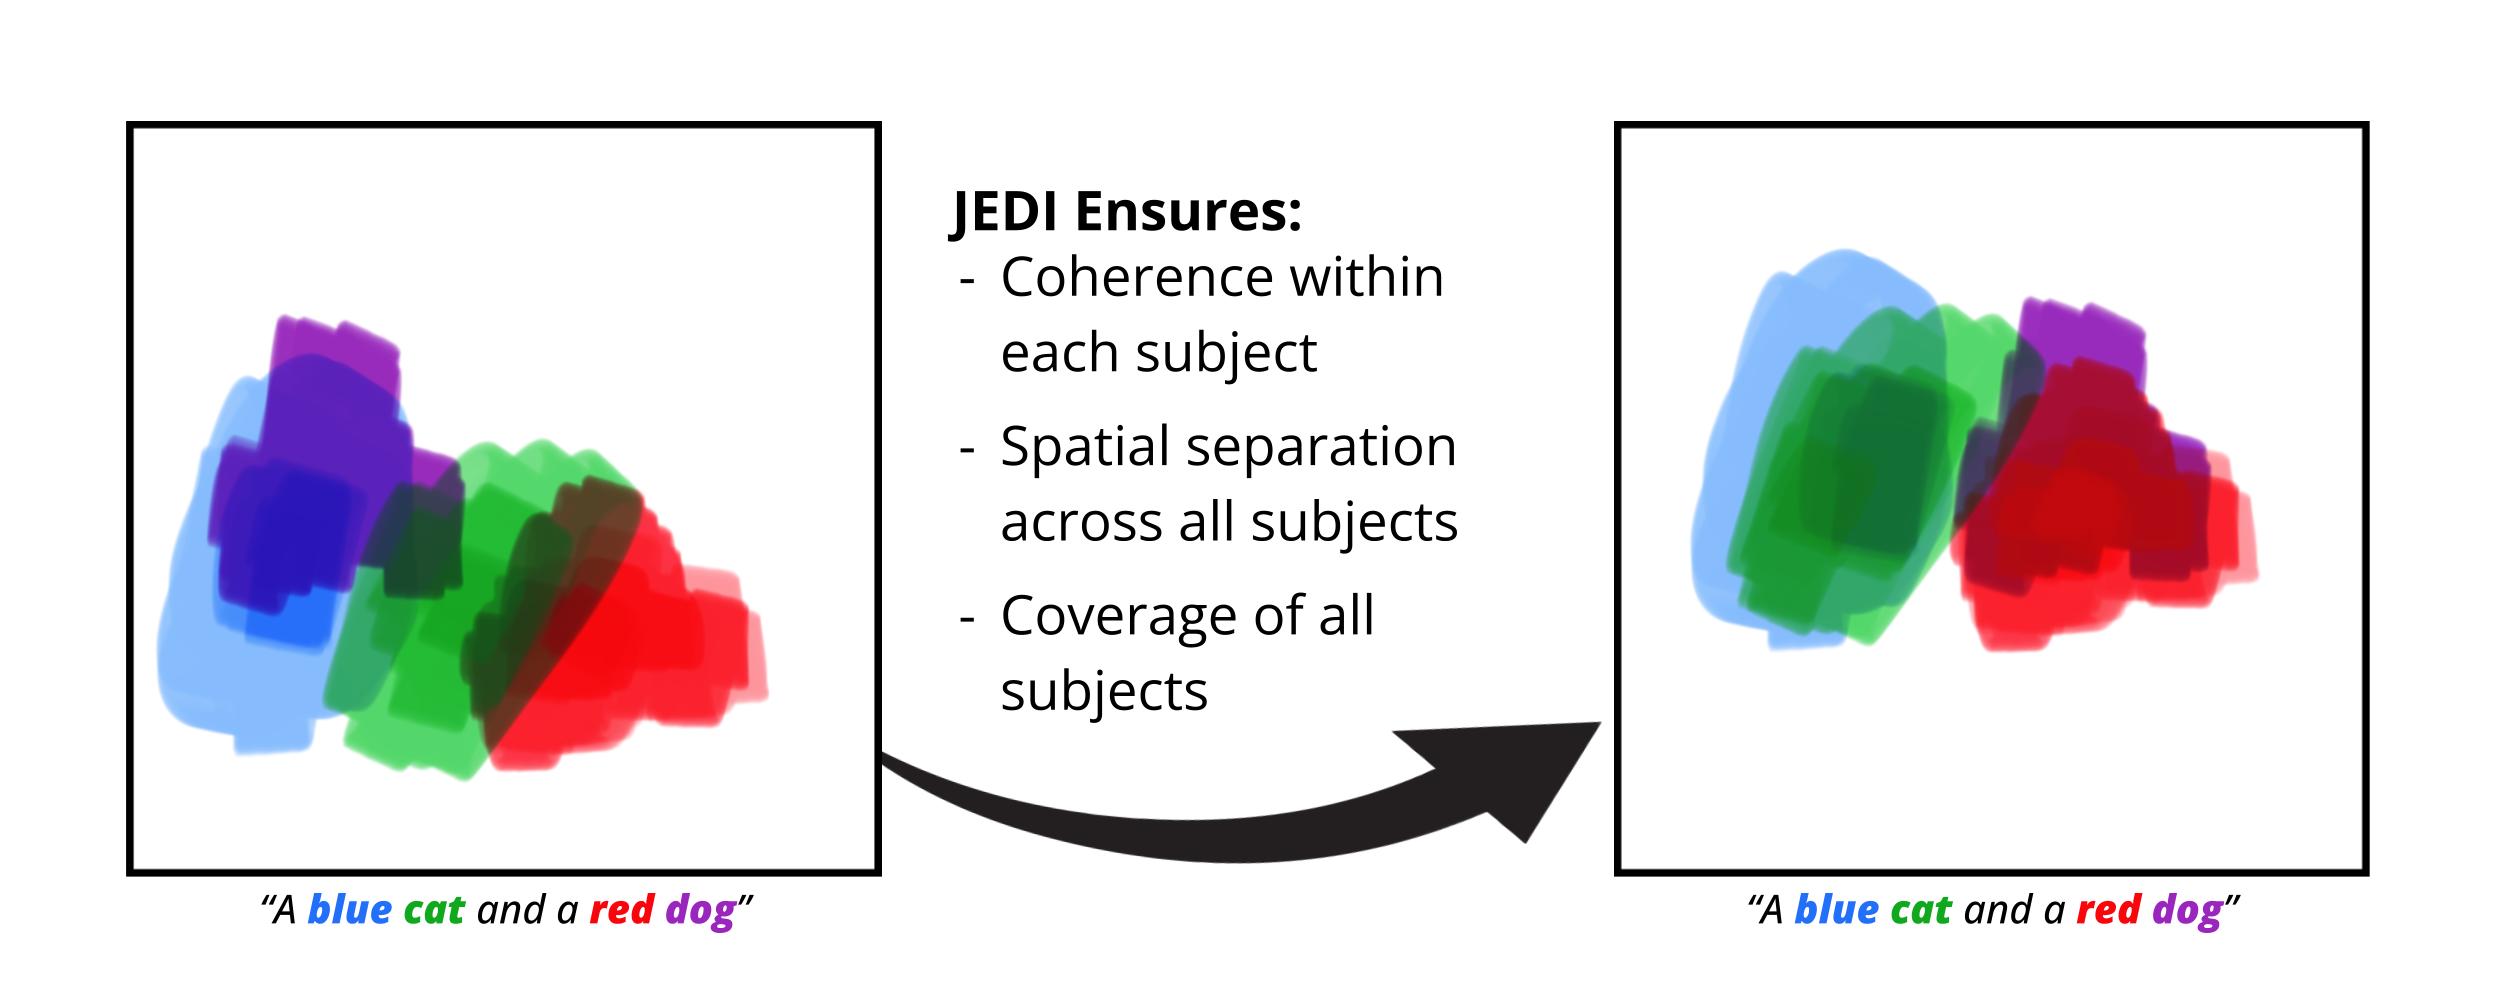 JEDI Ensures:
- Coherence within
each subject
- Spatial separation
across all subjects
- Coverage of all
subjects
“A blue cat and a red dog”
“A blue cat and a red dog”